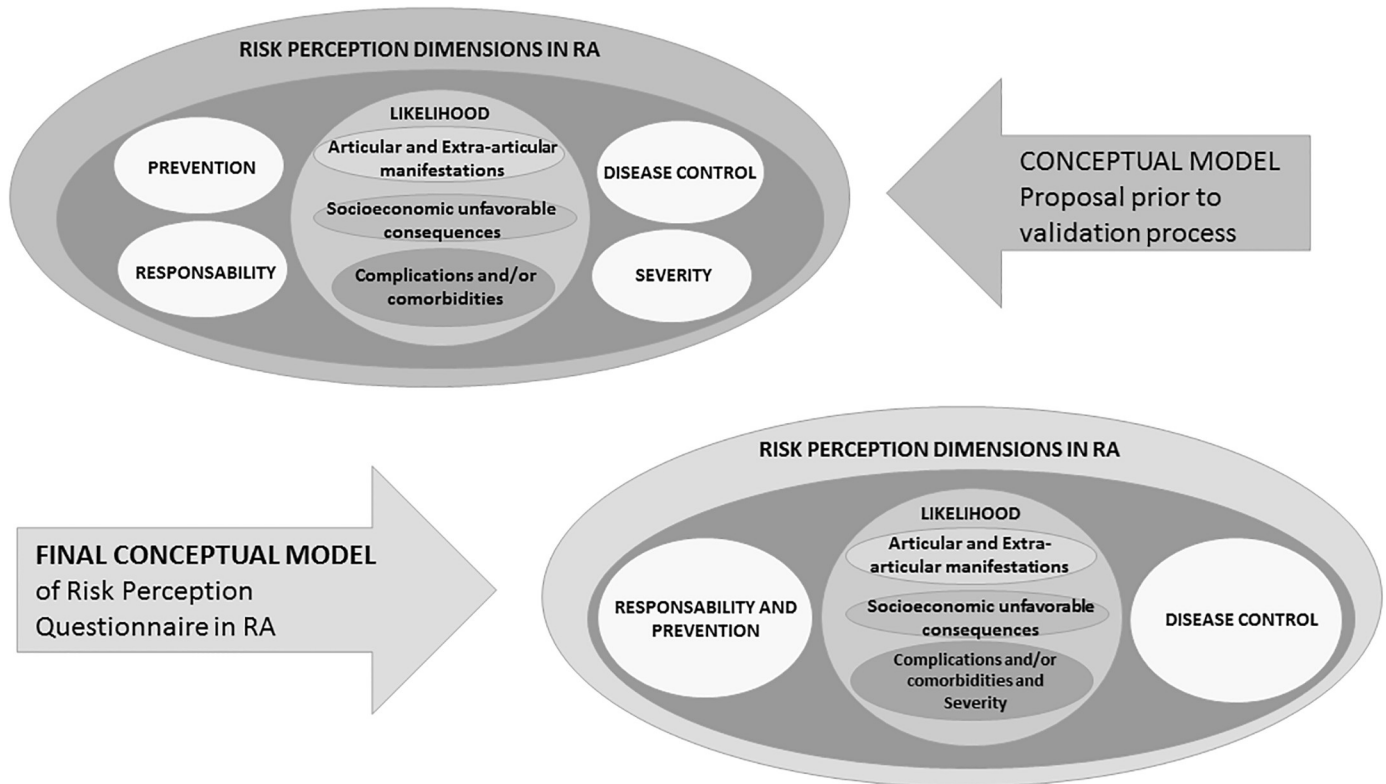 RISK PERCEPTION DIMENSIONS IN RA
LIKELIHOOD
Articular and Extra-articular
manifestations
Socioeconomic unfavorable
consequences
Complications and/or
comorbidities
PREVENTION
RESPONSABILITY
DISEASE CONTROL
SEVERITY
CONCEPTUAL MODEL
Proposal prior to
validation process
FINAL CONCEPTUAL MODEL
of Risk Perception
Questionnaire in RA
RISK PERCEPTION DIMENSIONS IN RA
LIKELIHOOD
Articular and Extra-
articular manifestations
Socioeconomic unfavorable
consequences
Complications and/or
comorbidities and
Severity
RESPONSABILITY AND
PREVENTION
DISEASE CONTROL